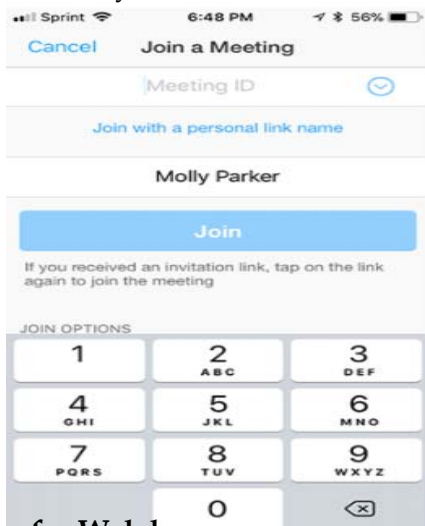 Sprint 6:48 PM 56%
Cancel Join a Meeting
Meeting ID
Join with a personal link name
Molly Parker
Join
If you received an invitation link, tap on the link
again to join the meeting
JOIN OPTIONS
1 2 3
ABC DEF
4 5 6
GHI JKL MNO
7 8 9
PQRS TUV WXYZ
0